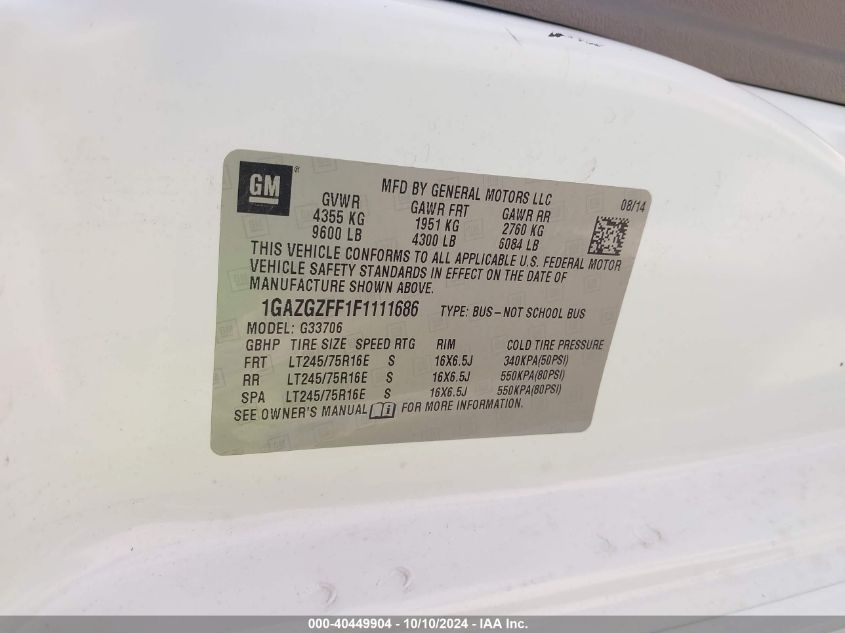 GM ®
MFD BY GENERAL MOTORS LLC
08/14
GVWR GAWR FRT GAWR RR
4355 KG 1951 KG 2760 KG
9600 LB 4300 LB 6084 LB
THIS VEHICLE CONFORMS TO ALL APPLICABLE U.S. FEDERAL MOTOR
VEHICLE SAFETY STANDARDS IN EFFECT ON THE DATE OF
MANUFACTURE SHOWN ABOVE.
1GAZGZFF1F1111686 TYPE: BUS – NOT SCHOOL BUS
MODEL: G33706
GBHP TIRE SIZE SPEED RTG RIM COLD TIRE PRESSURE
FRT LT245/75R16E S 16X6.5J 340KPA(50PSI)
RR LT245/75R16E S 16X6.5J 550KPA(80PSI)
SPA LT245/75R16E S 16X6.5J 550KPA(80PSI)
SEE OWNER'S MANUAL FOR MORE INFORMATION.
000-40449904 - 10/10/2024 - IAA Inc.